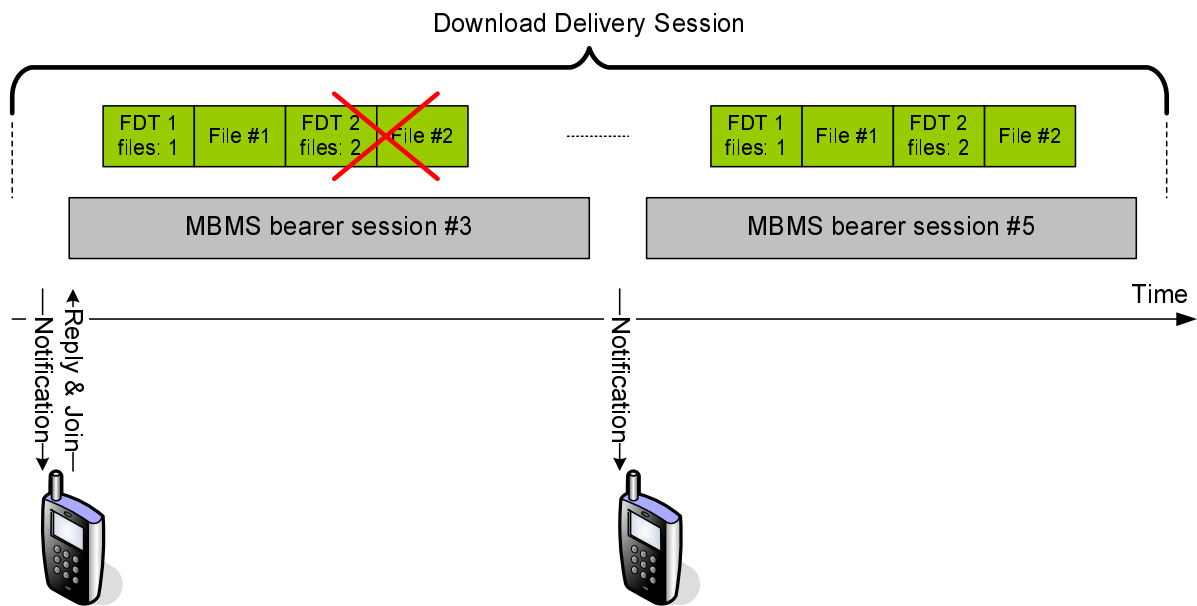 Download Delivery Session
FDT 1
files: 1
File #1
FDT 2
files: 2
File #2
FDT 1
files: 1
File #1
FDT 2
files: 2
File #2
MBMS bearer session #3
MBMS bearer session #5
Time
Notification
Reply & Join
Notification